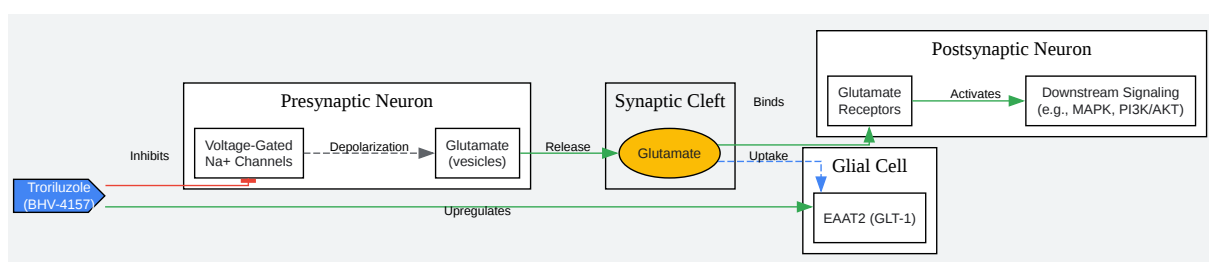 Postsynaptic Neuron
Glutamate
Receptors
Activates
Downstream Signaling
(e.g., MAPK, PI3K/AKT)
Presynaptic Neuron
Synaptic Cleft
Binds
Voltage-Gated
Na+ Channels
Depolarization
Glutamate
(vesicles)
Release
Glutamate
Inhibits
Uptake
Glial Cell
Troriluzole
(BHV-4157)
Upregulates
EAAT2 (GLT-1)